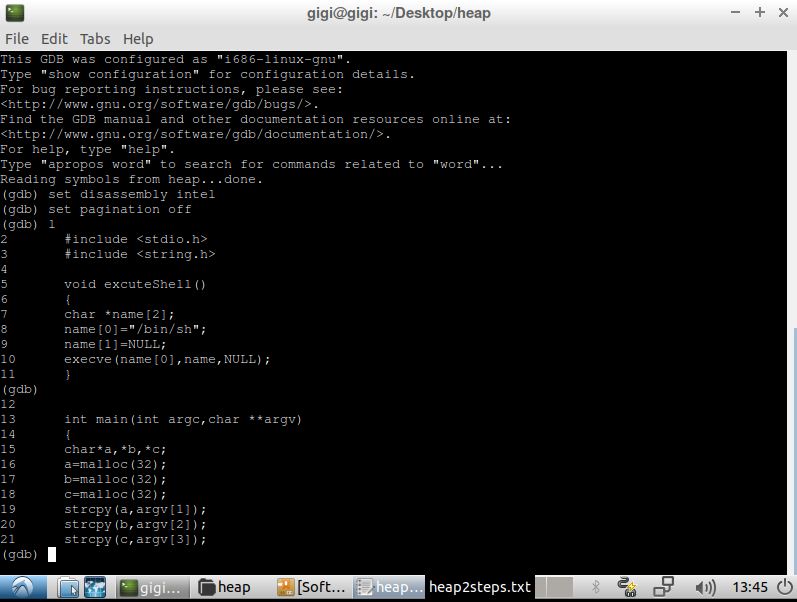 gigi@gigi: ~/Desktop/heap
File Edit Tabs Help
This GDB was configured as "i686-linux-gnu".
Type "show configuration" for configuration details.
For bug reporting instructions, please see:
<http://www.gnu.org/software/gdb/bugs/>.
Find the GDB manual and other documentation resources online at:
<http://www.gnu.org/software/gdb/documentation/>.
For help, type "help".
Type "apropos word" to search for commands related to "word"...
Reading symbols from heap...done.
(gdb) set disassembly intel
(gdb) set pagination off
(gdb) l
2       #include <stdio.h>
3       #include <string.h>
4
5       void excuteShell()
6       {
7       char *name[2];
8       name[0]="/bin/sh";
9       name[1]=NULL;
10      execve(name[0],name,NULL);
11      }
(gdb)
12
13      int main(int argc,char **argv)
14      {
15      char*a,*b,*c;
16      a=malloc(32);
17      b=malloc(32);
18      c=malloc(32);
19      strcpy(a,argv[1]);
20      strcpy(b,argv[2]);
21      strcpy(c,argv[3]);
(gdb)
gigi... heap [Soft... heap... heap2steps.txt 13:45